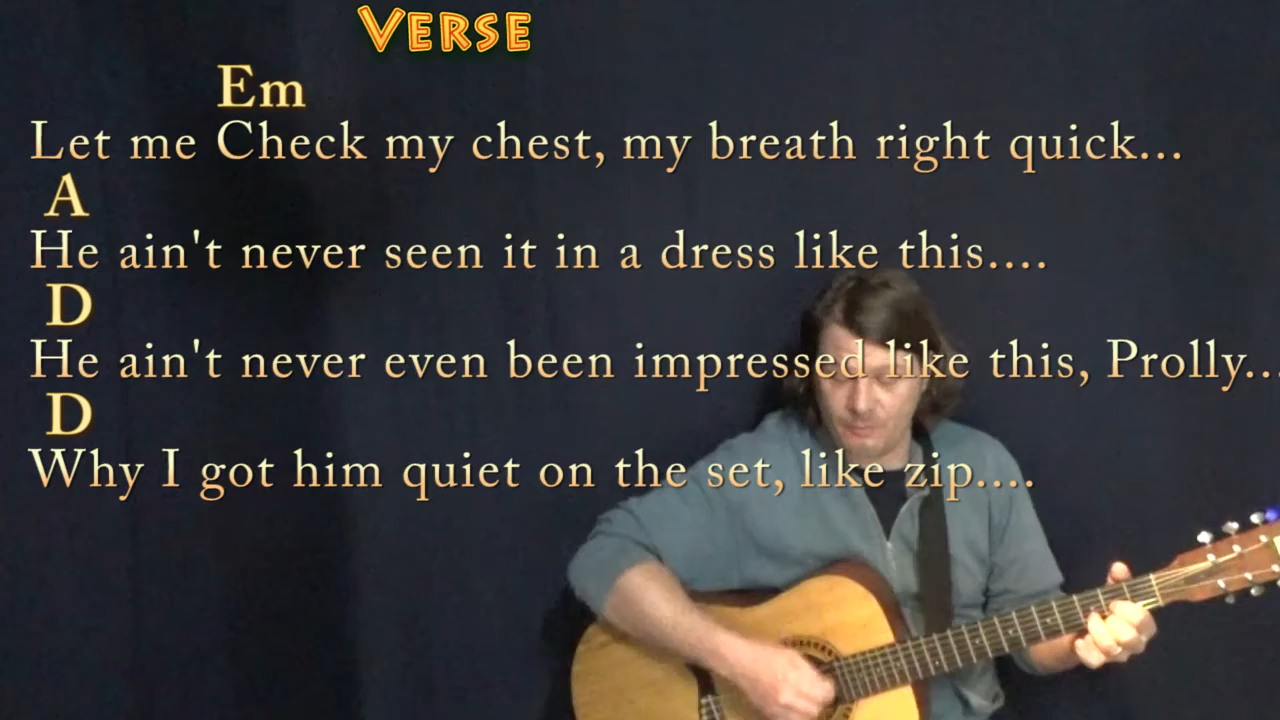 VERSE
Em
Let me Check my chest, my breath right quick...
A
He ain't never seen it in a dress like this....
D
He ain't never even been impressed like this, Prolly...
D
Why I got him quiet on the set, like zip....